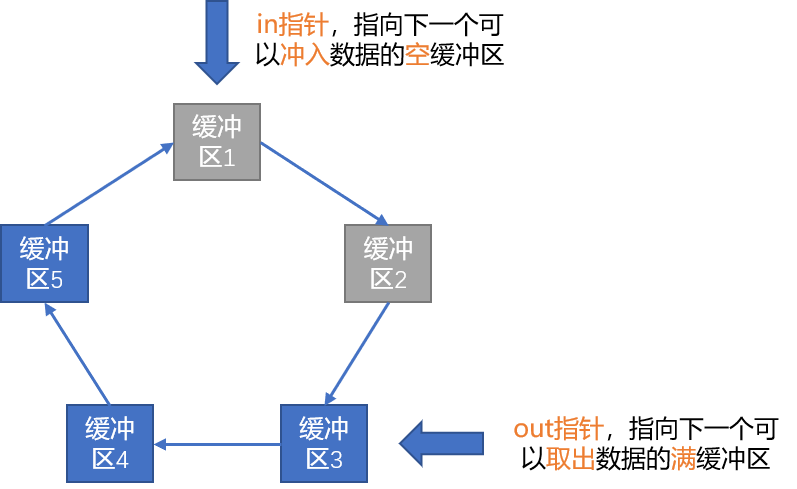 in指针，指向下一个可
以冲入数据的空缓冲区
缓冲
区1
缓冲
区5
缓冲
区2
缓冲
区4
缓冲
区3
out指针，指向下一个可
以取出数据的满缓冲区